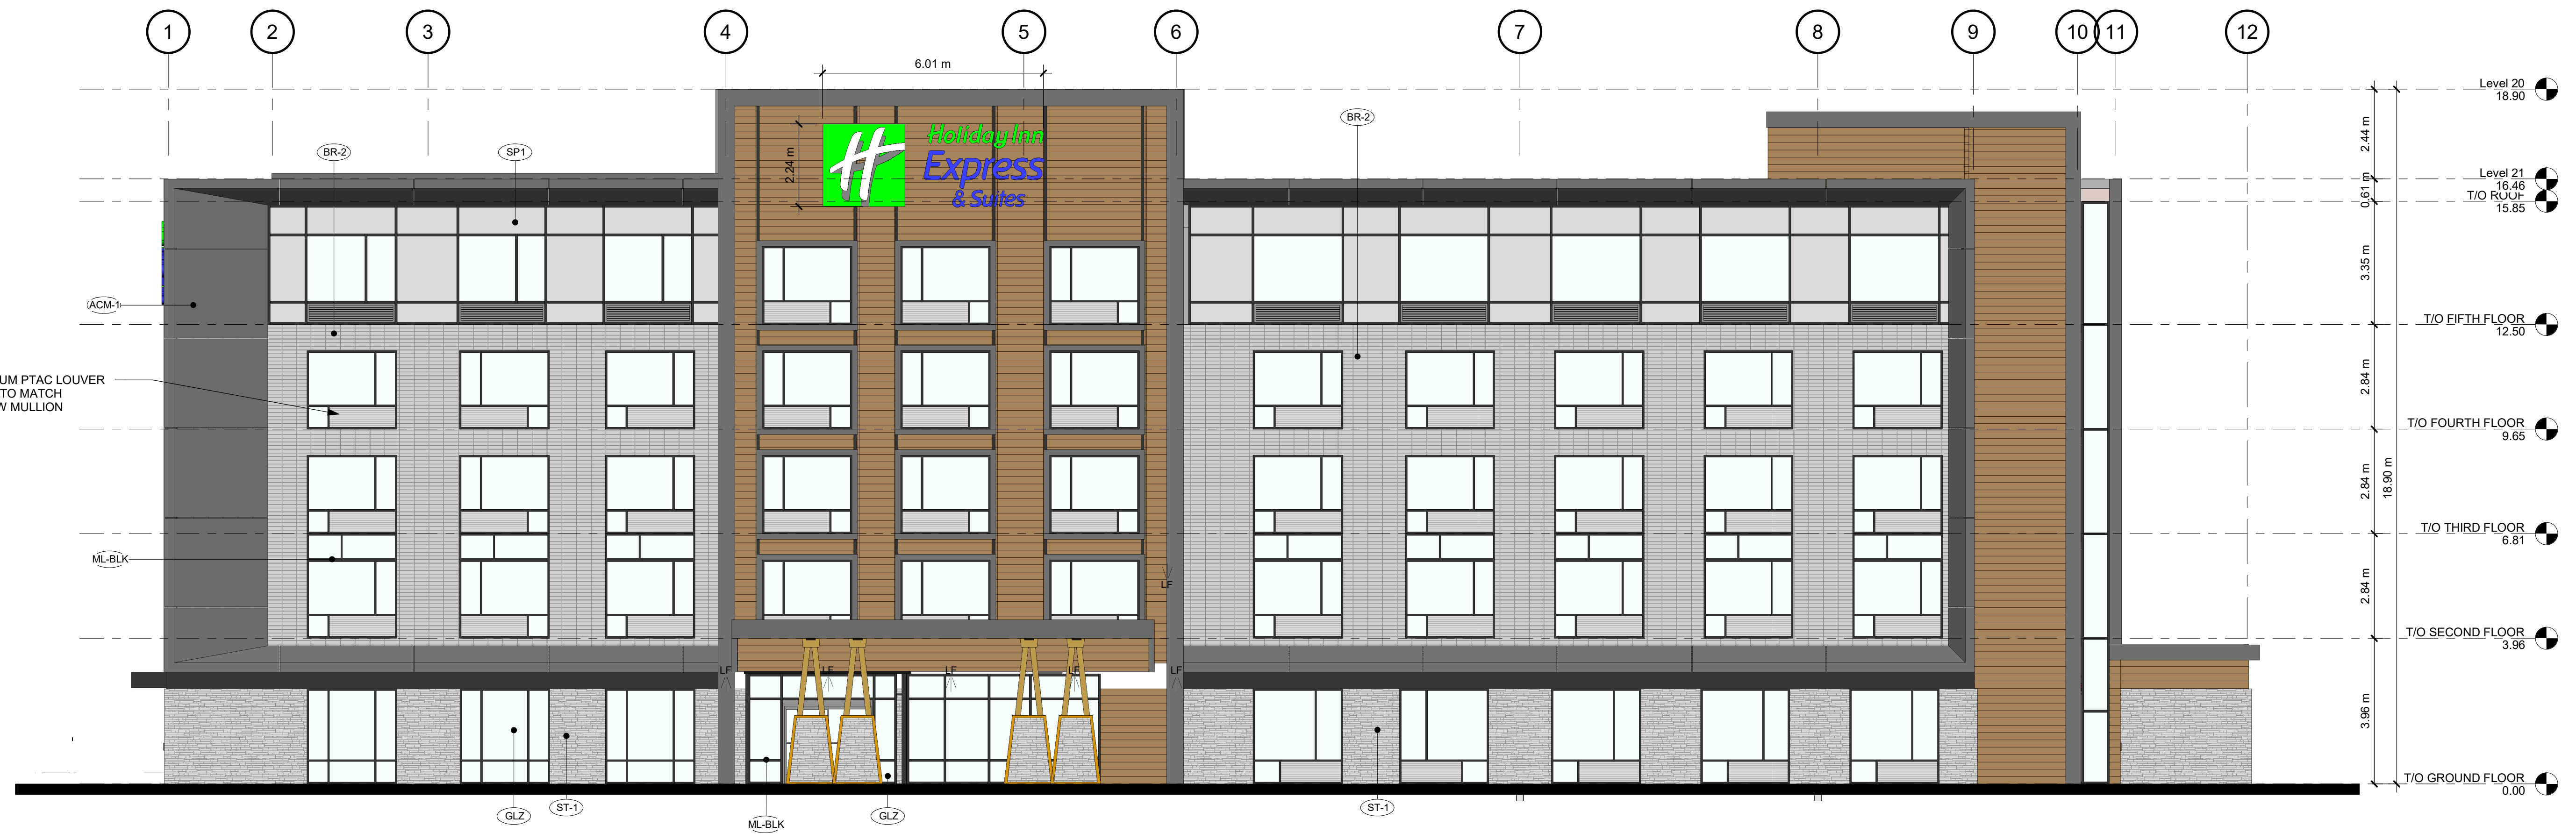 1
2
3
4
5
6
7
8
9
10
11
12
6.01 m
2.24 m
Holiday Inn
Express
& Suites
BR-2
SP1
BR-2
ACM-1
UM PTAC LOUVER
TO MATCH
W MULLION
ML-BLK
LF
LF
LF
LF
LF
LF
GLZ
ST-1
ML-BLK
GLZ
ST-1
2.44 m
0.61 m
3.35 m
2.84 m
2.84 m
2.84 m
3.96 m
18.90 m
Level 20
18.90
Level 21
16.46
T/O ROOF
15.85
T/O FIFTH FLOOR
12.50
T/O FOURTH FLOOR
9.65
T/O THIRD FLOOR
6.81
T/O SECOND FLOOR
3.96
T/O GROUND FLOOR
0.00